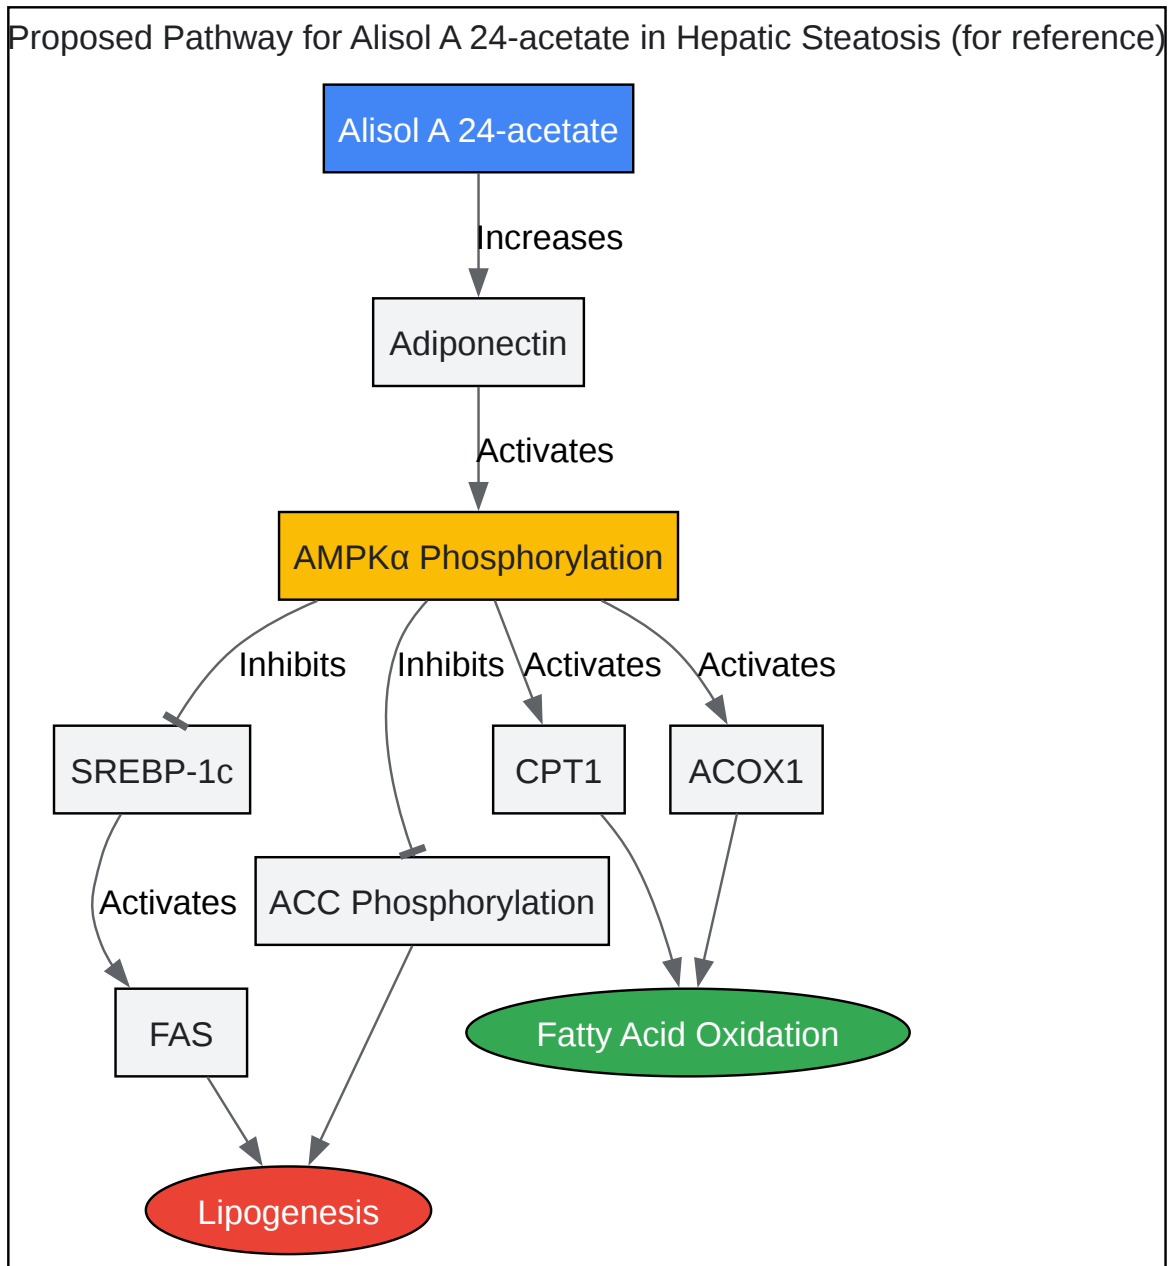 Proposed Pathway for Alisol A 24-acetate in Hepatic Steatosis (for reference)
Alisol A 24-acetate
Increases
Adiponectin
Activates
AMPKα Phosphorylation
Inhibits
Inhibits
Activates
Activates
SREBP-1c
CPT1
ACOX1
Activates
ACC Phosphorylation
FAS
Fatty Acid Oxidation
Lipogenesis